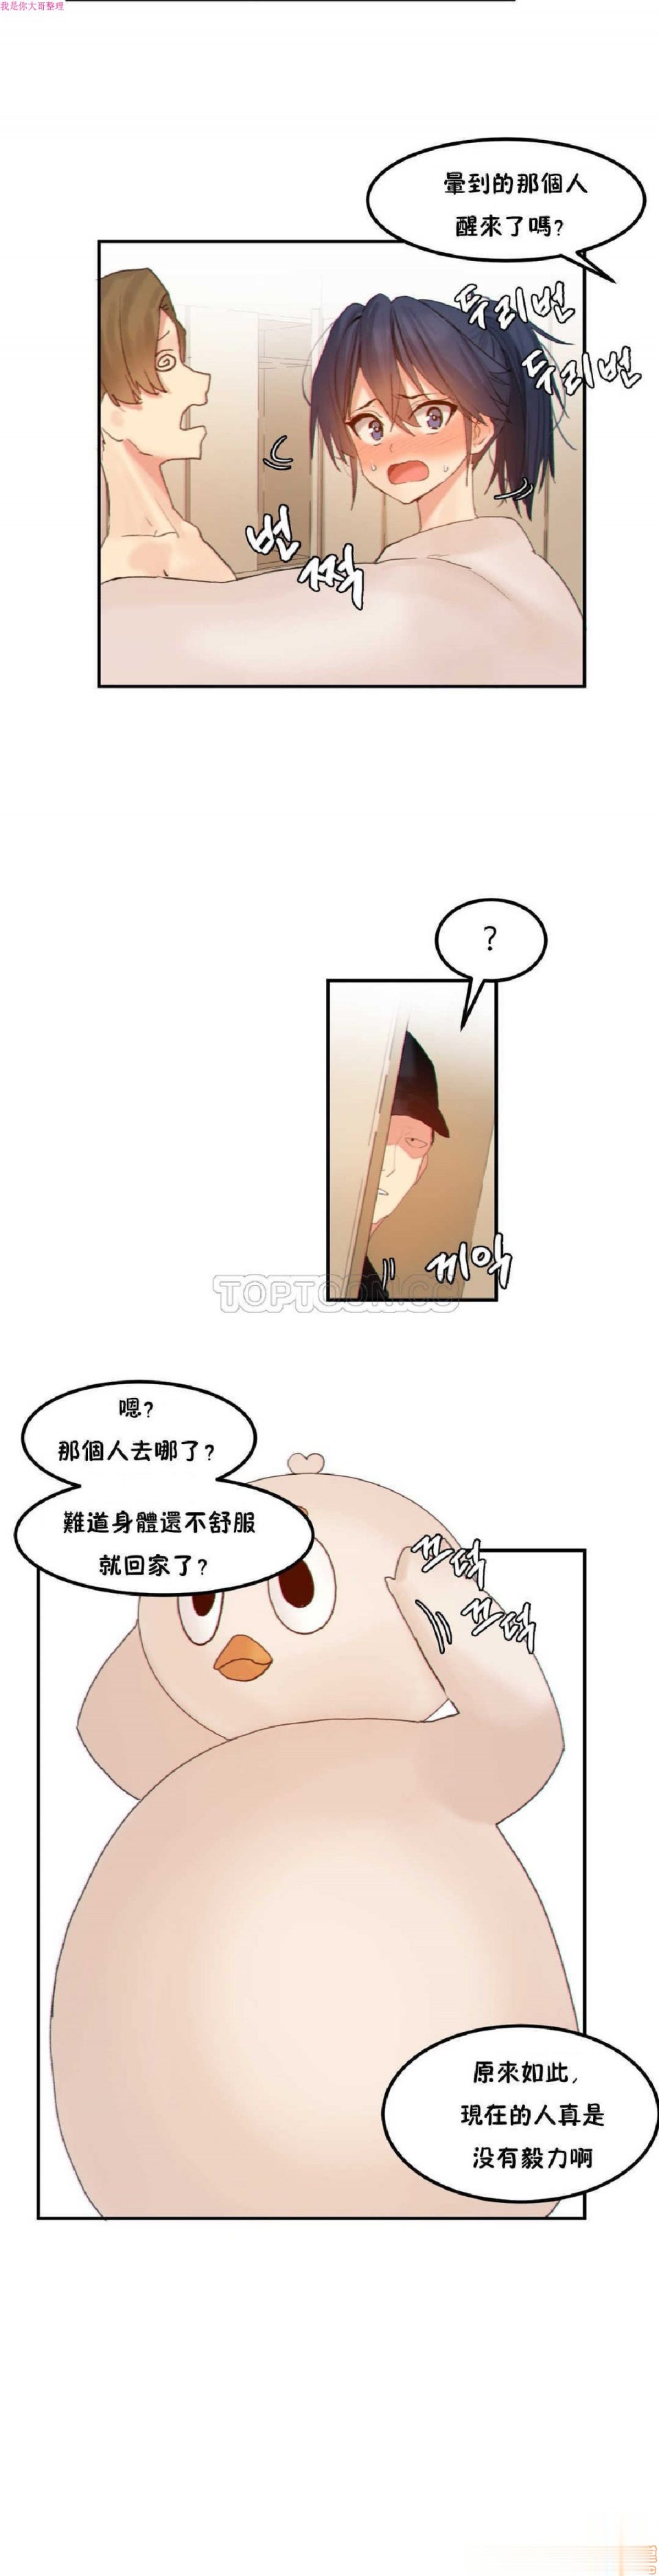 我是你大哥整理
暈到的那個人
醒來了嗎?
두리번
두리번
번
쩍
?
끼익
TOPTOON.CC
嗯?
那個人去哪了?
難道身體還不舒服
就回家了?
끄덕
끄덕
原來如此,
現在的人真是
没有毅力啊